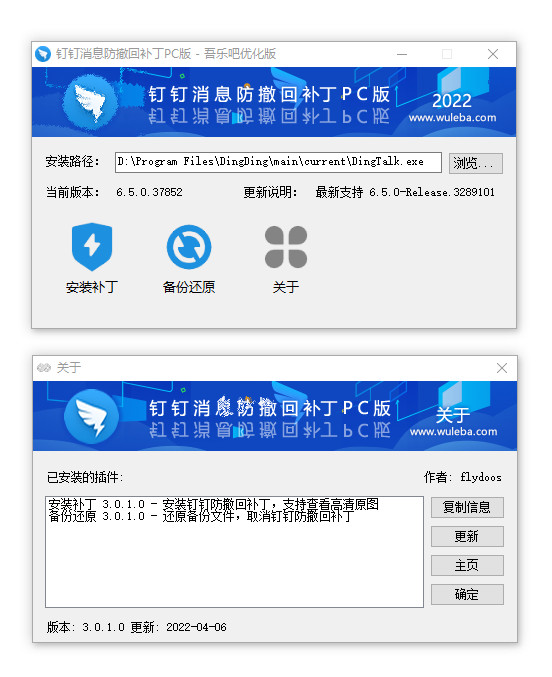 钉钉消息防撤回补丁PC版 - 吾乐吧优化版
钉钉消息防撤回补丁PC版
2022
www.wuleba.com
安装路径： D:\Program Files\DingDing\main\current\DingTalk.exe 浏览...
当前版本： 6.5.0.37852 更新说明： 最新支持 6.5.0-Release.3289101
安装补丁 备份还原 关于
关于
钉钉消息防撤回补丁PC版
关于
www.wuleba.com
已安装的插件: 作者: flydoos
安装补丁 3.0.1.0 - 安装钉钉防撤回补丁，支持查看高清原图
备份还原 3.0.1.0 - 还原备份文件，取消钉钉防撤回补丁
复制信息
更新
主页
确定
版本: 3.0.1.0 更新: 2022-04-06